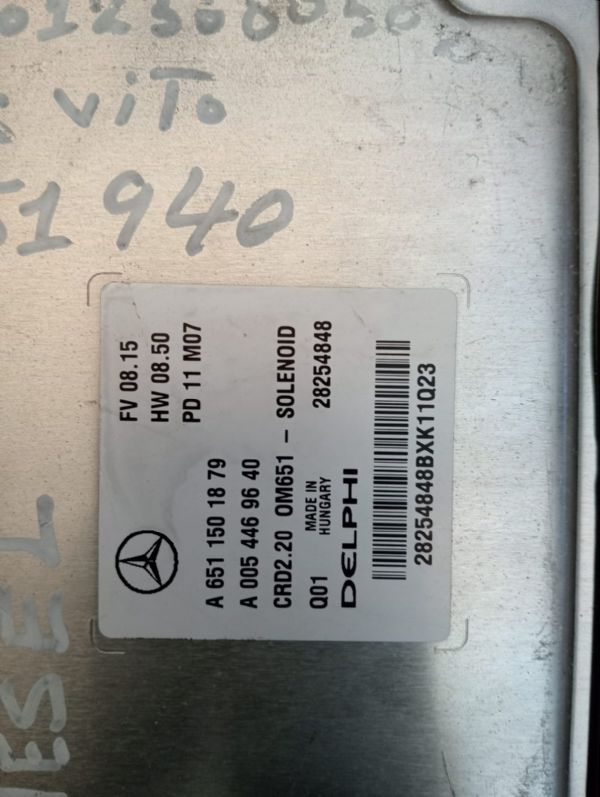 VITO
940
FV 08.15
HW 08.50
PD 11 M07
A 651 150 18 79
A 005 446 96 40
CRD2.20 OM651 - SOLENOID
Q01 MADE IN HUNGARY 28254848
DELPHI
28254848BXK11Q23